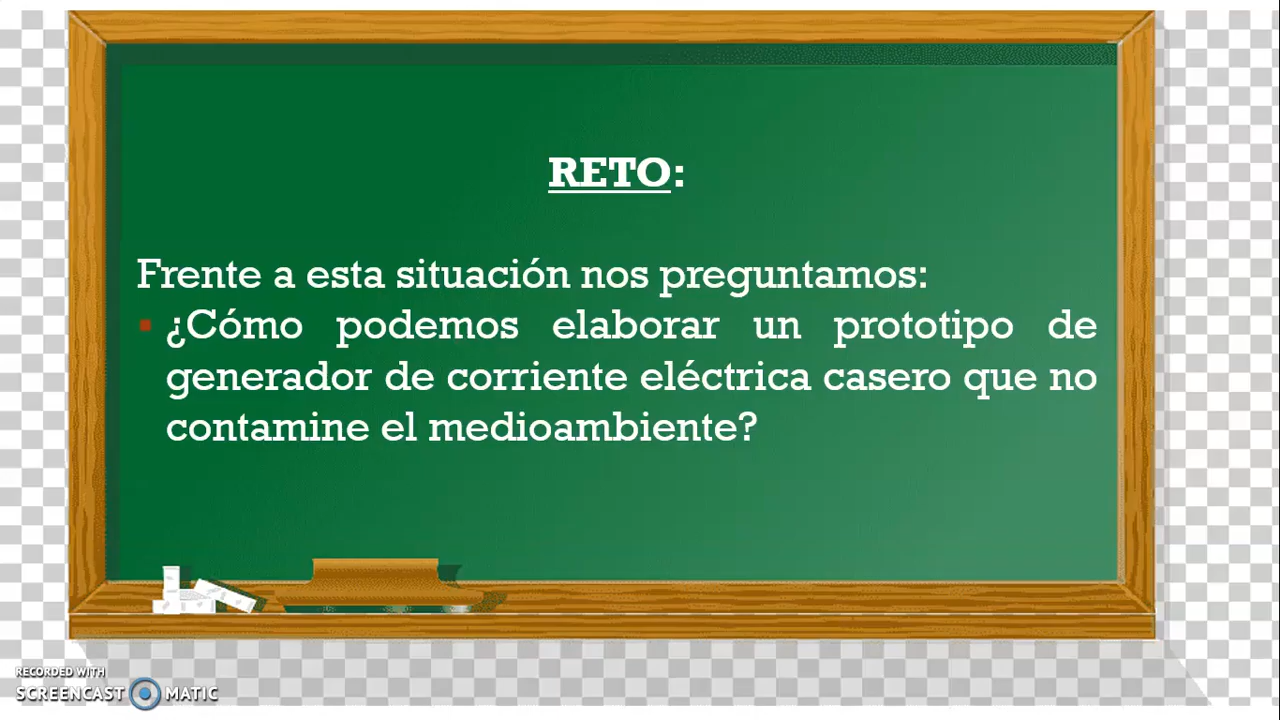 RETO:
Frente a esta situación nos preguntamos:
▪ ¿Cómo podemos elaborar un prototipo de
generador de corriente eléctrica casero que no
contamine el medioambiente?
RECORDED WITH
SCREENCAST MATIC